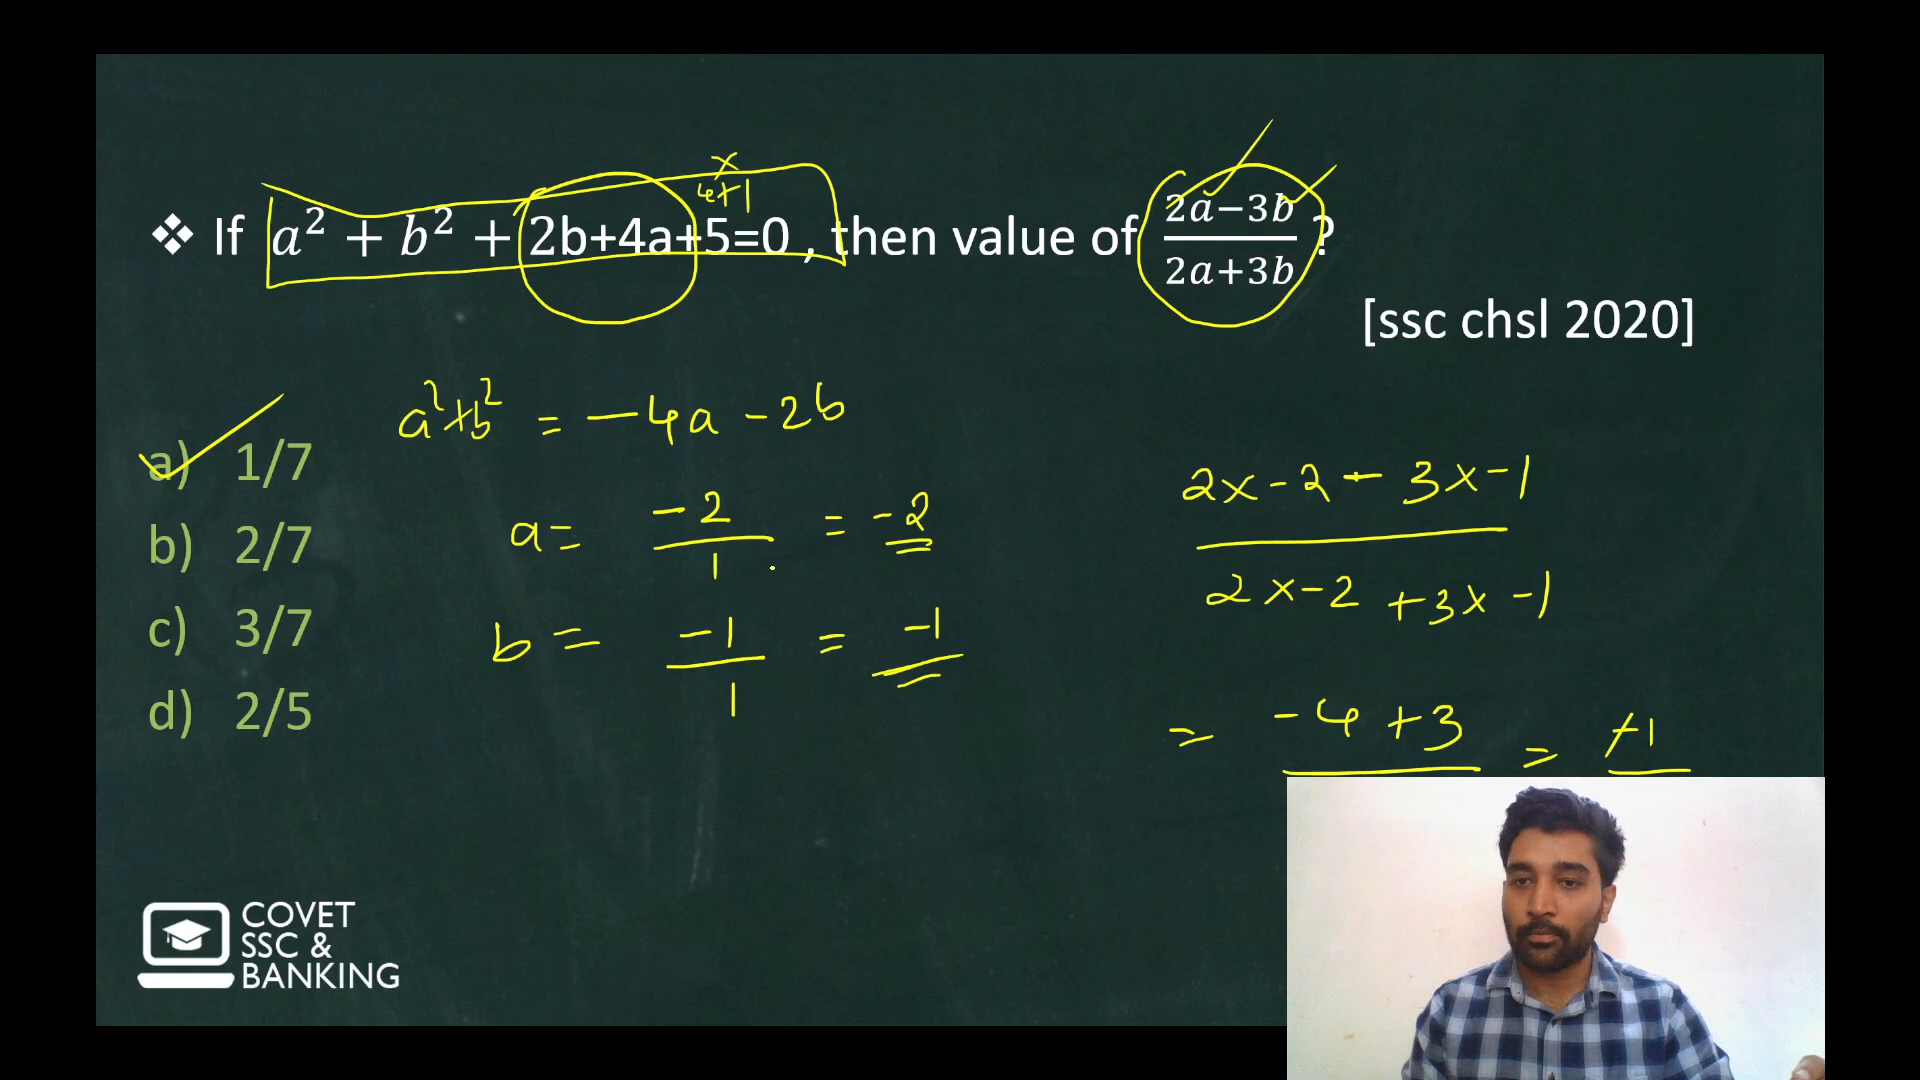 x
4+1
❖ If a² + b² + 2b+4a+5=0 , then value of (2a−3b)/(2a+3b) ?
[ssc chsl 2020]
a²+b² = -4a -2b
a) 1/7
b) 2/7
c) 3/7
d) 2/5
a= -2/1 = -2
b = -1/1 = -1
2x-2 - 3x-1
2x-2 +3x -1
= -4 +3 = -1
COVET
SSC &
BANKING